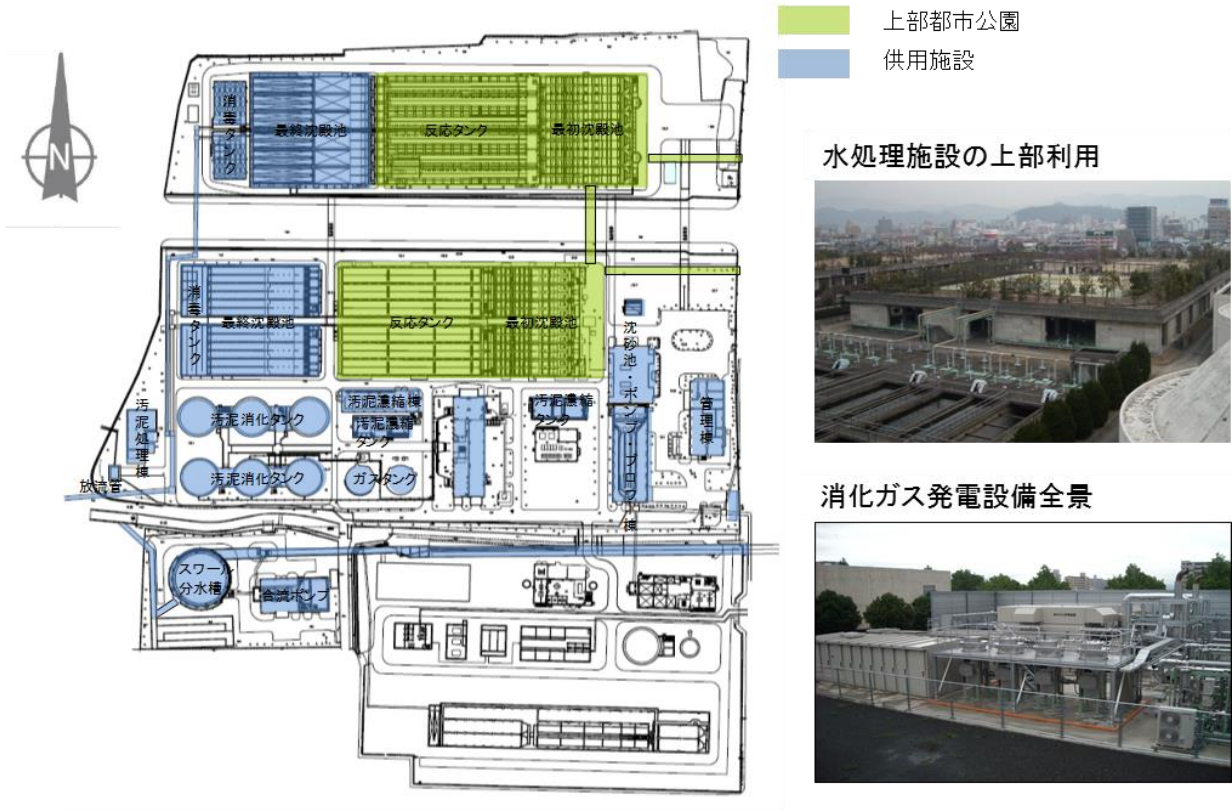 上部都市公園
供用施設
N
消毒タンク
最終沈殿池
反応タンク
最初沈殿池
消毒タンク
最終沈殿池
反応タンク
最初沈殿池
沈砂池・ポンプ
ブロワ棟
管理棟
汚泥処理棟
汚泥消化タンク
汚泥濃縮棟
汚泥濃縮
タンク
汚泥濃縮
タンク
汚泥消化タンク
ガスタンク
放流管
スワール
分水槽
合流ポンプ
水処理施設の上部利用
消化ガス発電設備全景